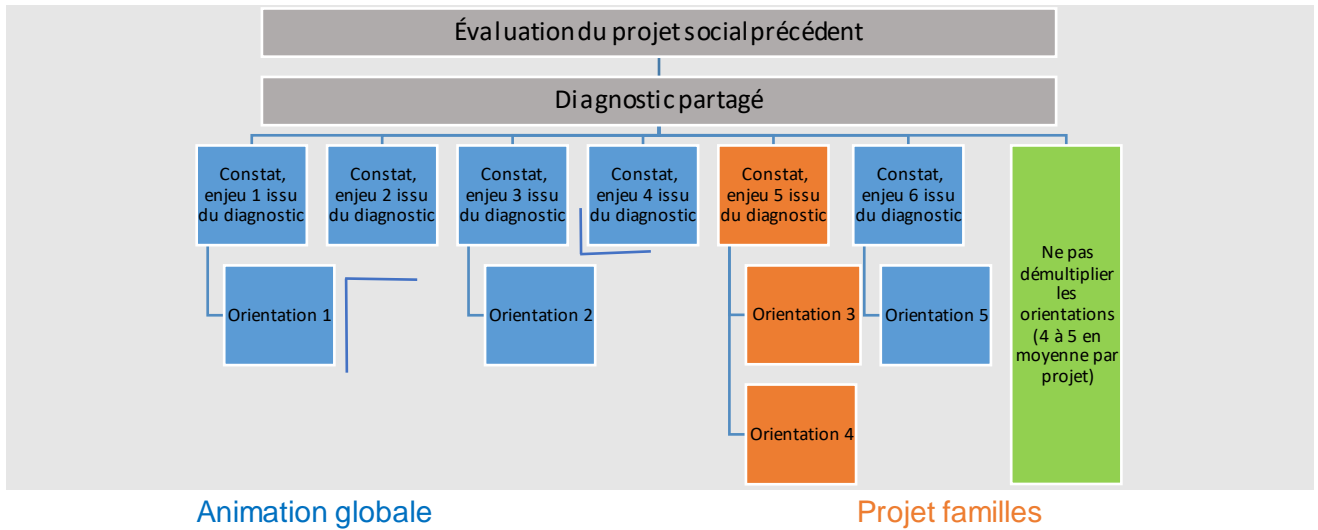 Évaluation du projet social précédent
Diagnostic partagé
Constat,
enjeu 1 issu
du diagnostic
Constat,
enjeu 2 issu
du diagnostic
Constat,
enjeu 3 issu
du diagnostic
Constat,
enjeu 4 issu
du diagnostic
Constat,
enjeu 5 issu
du diagnostic
Constat,
enjeu 6 issu
du diagnostic
Ne pas
démultiplier
les
orientations
(4 à 5 en
moyenne par
projet)
Orientation 1
Orientation 2
Orientation 3
Orientation 5
Orientation 4
Animation globale
Projet familles